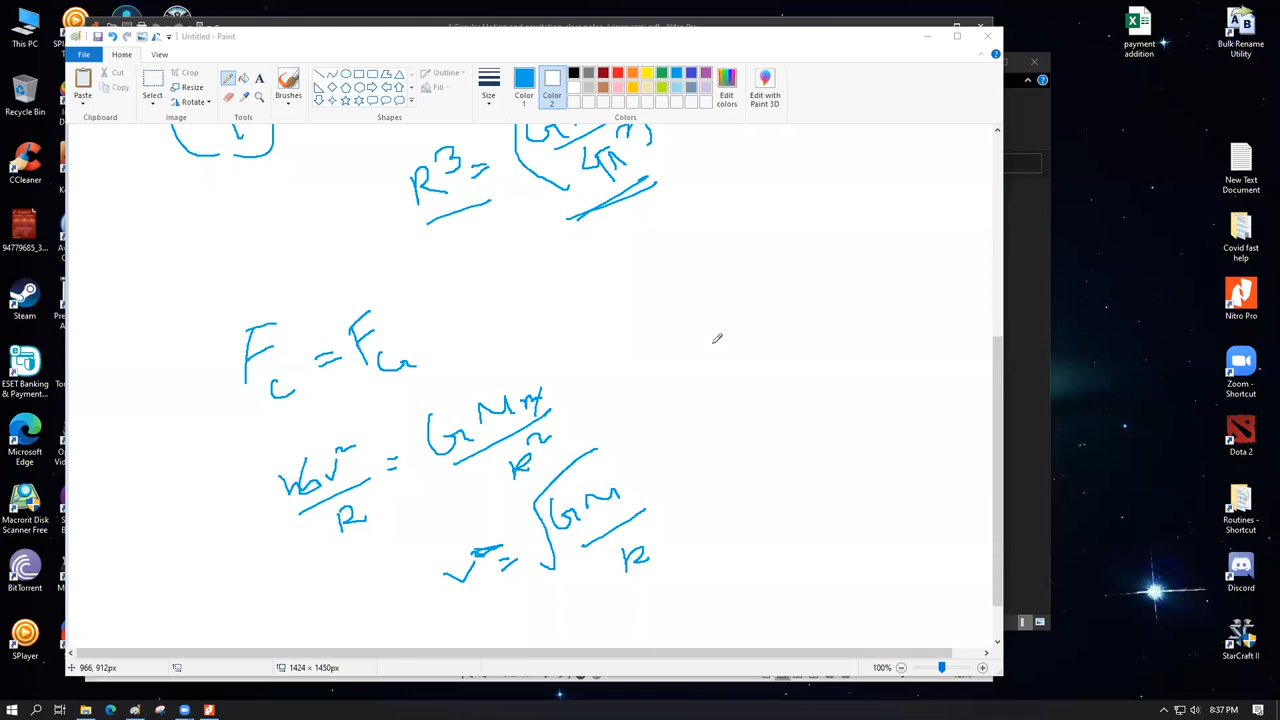 This PC
Recycle Bin
CCleaner
94779685_3...
Steam
ESET Banking
& Payment...
Microsoft
Edge
Macrorit Disk
Scanner Free
BitTorrent
SPlayer
Untitled - Paint
File Home View
Paste
Cut
Copy
Clipboard
Select
Crop
Resize
Rotate
Image
Tools
A
Brushes
Shapes
Outline
Fill
Size
Color
1
Color
2
Colors
Edit
colors
Edit with
Paint 3D
R³ =
4π
F_C = F_G
mv²/R = GMm/R²
v = √GM/R
966, 912px
1424 × 1450px
100%
payment
addition
Bulk Rename
Utility
New Text
Document
Covid fast
help
Nitro Pro
Zoom -
Shortcut
Dota 2
Routines -
Shortcut
Discord
StarCraft II
8:37 PM